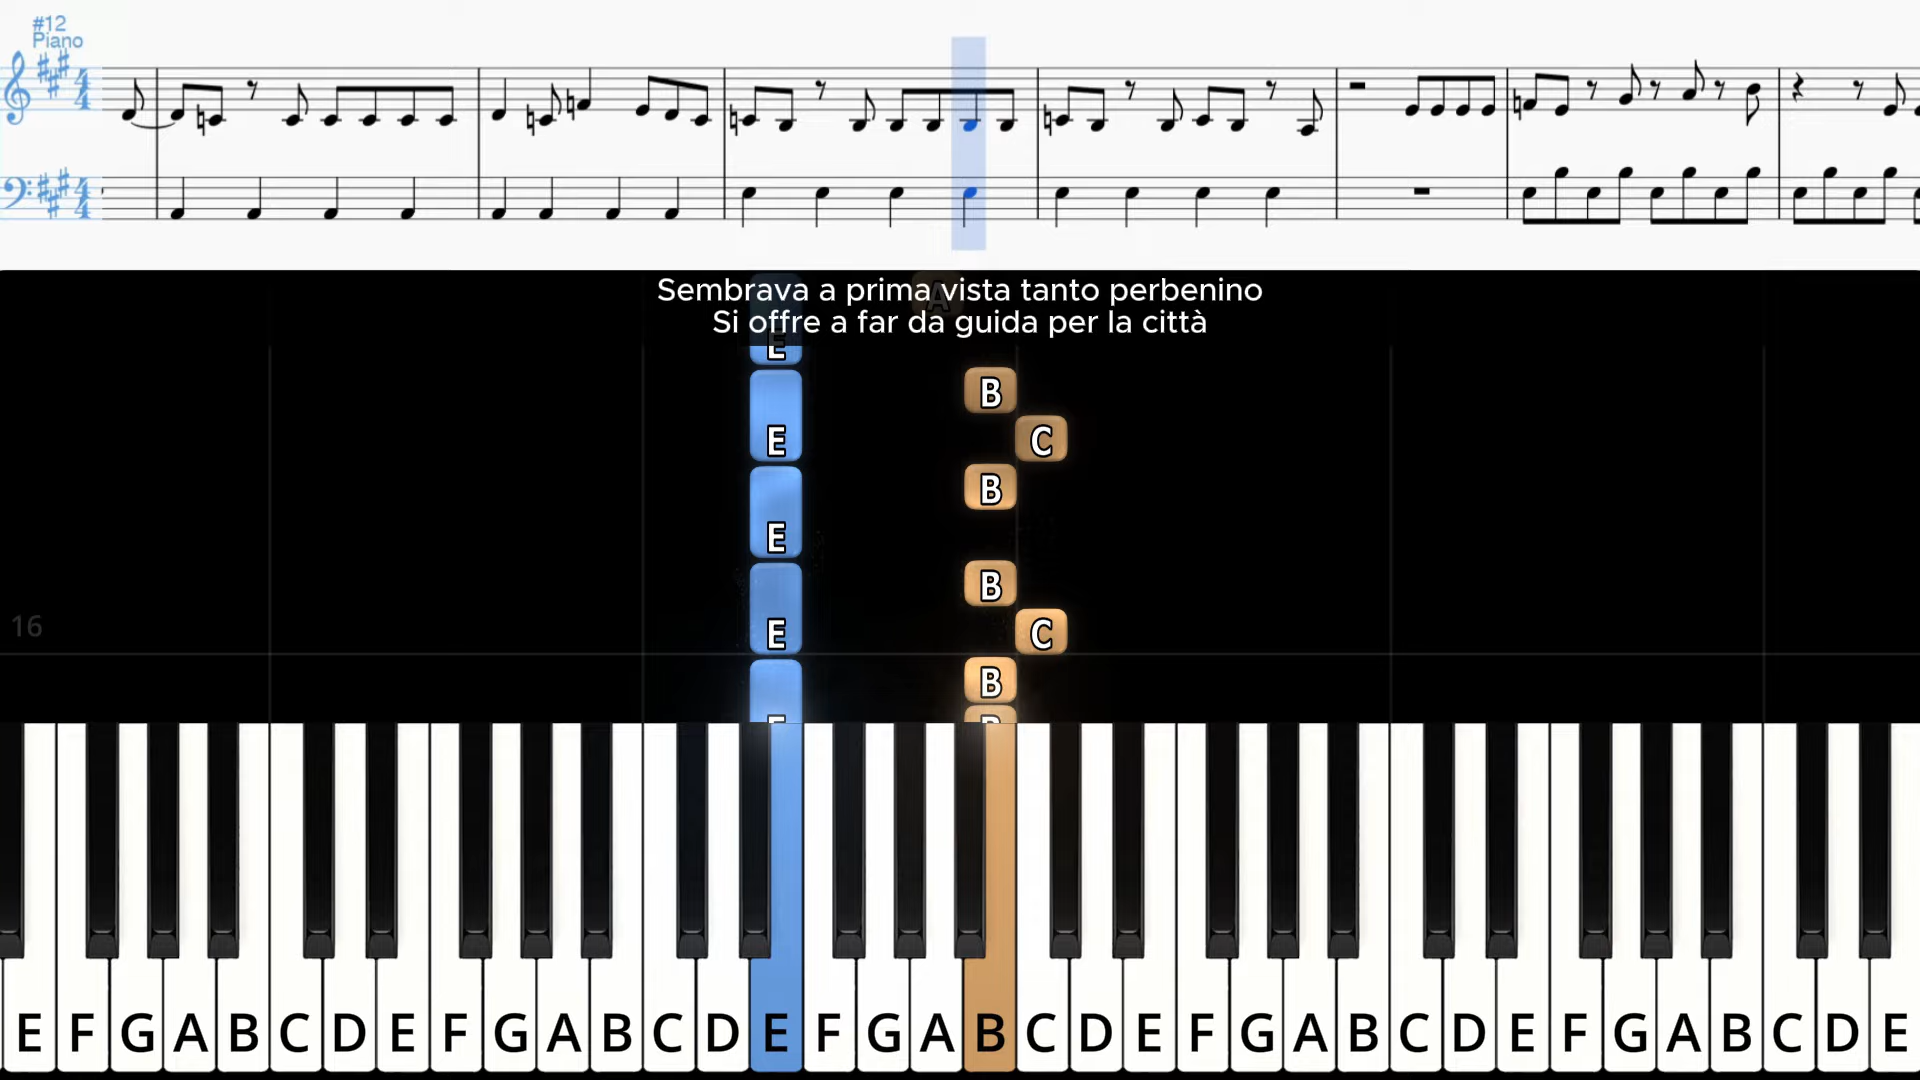 #12
Piano
Sembrava a prima vista tanto perbenino
Si offre a far da guida per la città
E
B
E
C
B
E
B
16
E
C
B
E F G A B C D E F G A B C D E F G A B C D E F G A B C D E F G A B C D E